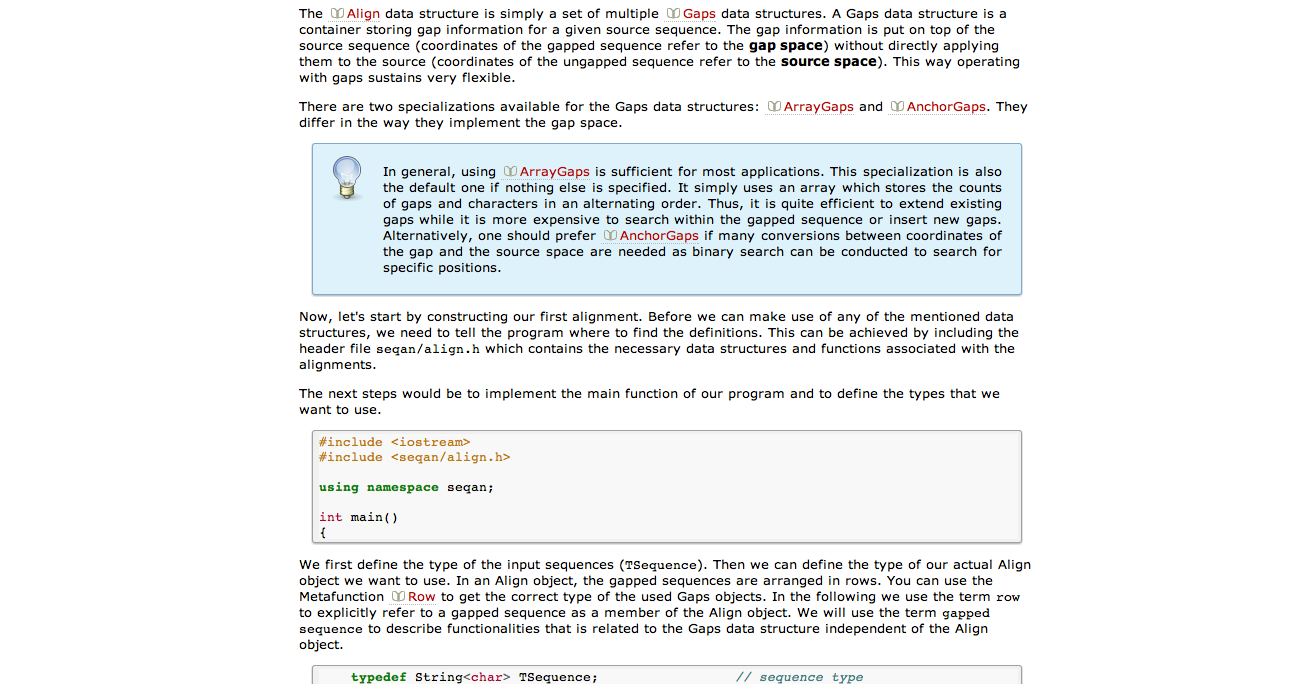 The Align data structure is simply a set of multiple Gaps data structures. A Gaps data structure is a
container storing gap information for a given source sequence. The gap information is put on top of the
source sequence (coordinates of the gapped sequence refer to the gap space) without directly applying
them to the source (coordinates of the ungapped sequence refer to the source space). This way operating
with gaps sustains very flexible.
There are two specializations available for the Gaps data structures: ArrayGaps and AnchorGaps. They
differ in the way they implement the gap space.
In general, using ArrayGaps is sufficient for most applications. This specialization is also
the default one if nothing else is specified. It simply uses an array which stores the counts
of gaps and characters in an alternating order. Thus, it is quite efficient to extend existing
gaps while it is more expensive to search within the gapped sequence or insert new gaps.
Alternatively, one should prefer AnchorGaps if many conversions between coordinates of
the gap and the source space are needed as binary search can be conducted to search for
specific positions.
Now, let's start by constructing our first alignment. Before we can make use of any of the mentioned data
structures, we need to tell the program where to find the definitions. This can be achieved by including the
header file seqan/align.h which contains the necessary data structures and functions associated with the
alignments.
The next steps would be to implement the main function of our program and to define the types that we
want to use.
#include <iostream>
#include <seqan/align.h>
using namespace seqan;
int main()
{
We first define the type of the input sequences (TSequence). Then we can define the type of our actual Align
object we want to use. In an Align object, the gapped sequences are arranged in rows. You can use the
Metafunction Row to get the correct type of the used Gaps objects. In the following we use the term row
to explicitly refer to a gapped sequence as a member of the Align object. We will use the term gapped
sequence to describe functionalities that is related to the Gaps data structure independent of the Align
object.
typedef String<char> TSequence; // sequence type